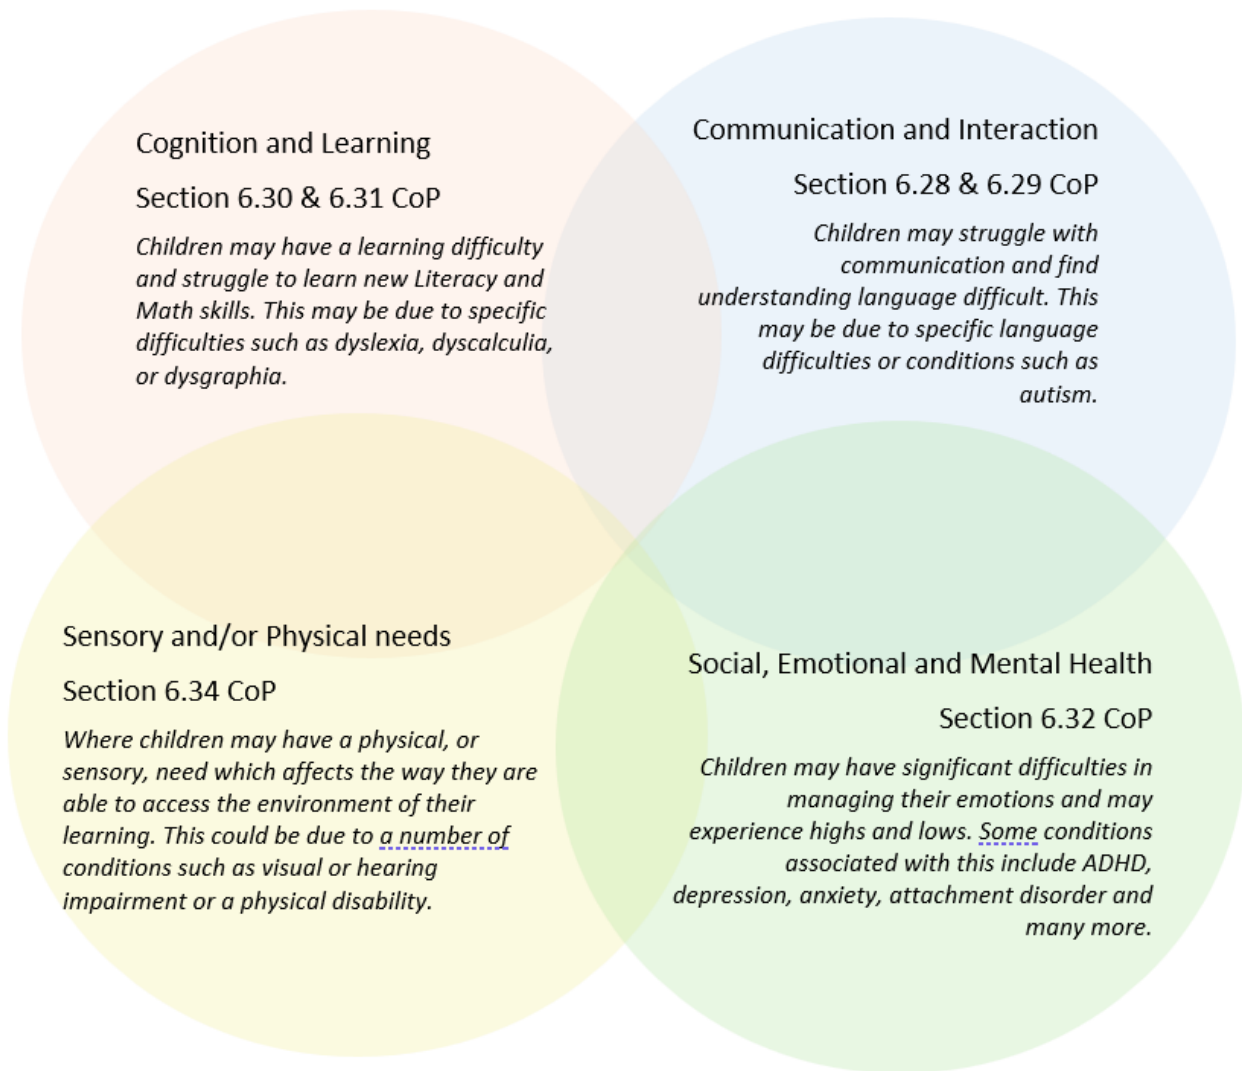 Cognition and Learning
Section 6.30 & 6.31 CoP
Children may have a learning difficulty
and struggle to learn new Literacy and
Math skills. This may be due to specific
difficulties such as dyslexia, dyscalculia,
or dysgraphia.
Communication and Interaction
Section 6.28 & 6.29 CoP
Children may struggle with
communication and find
understanding language difficult. This
may be due to specific language
difficulties or conditions such as
autism.
Sensory and/or Physical needs
Section 6.34 CoP
Where children may have a physical, or
sensory, need which affects the way they are
able to access the environment of their
learning. This could be due to a number of
conditions such as visual or hearing
impairment or a physical disability.
Social, Emotional and Mental Health
Section 6.32 CoP
Children may have significant difficulties in
managing their emotions and may
experience highs and lows. Some conditions
associated with this include ADHD,
depression, anxiety, attachment disorder and
many more.